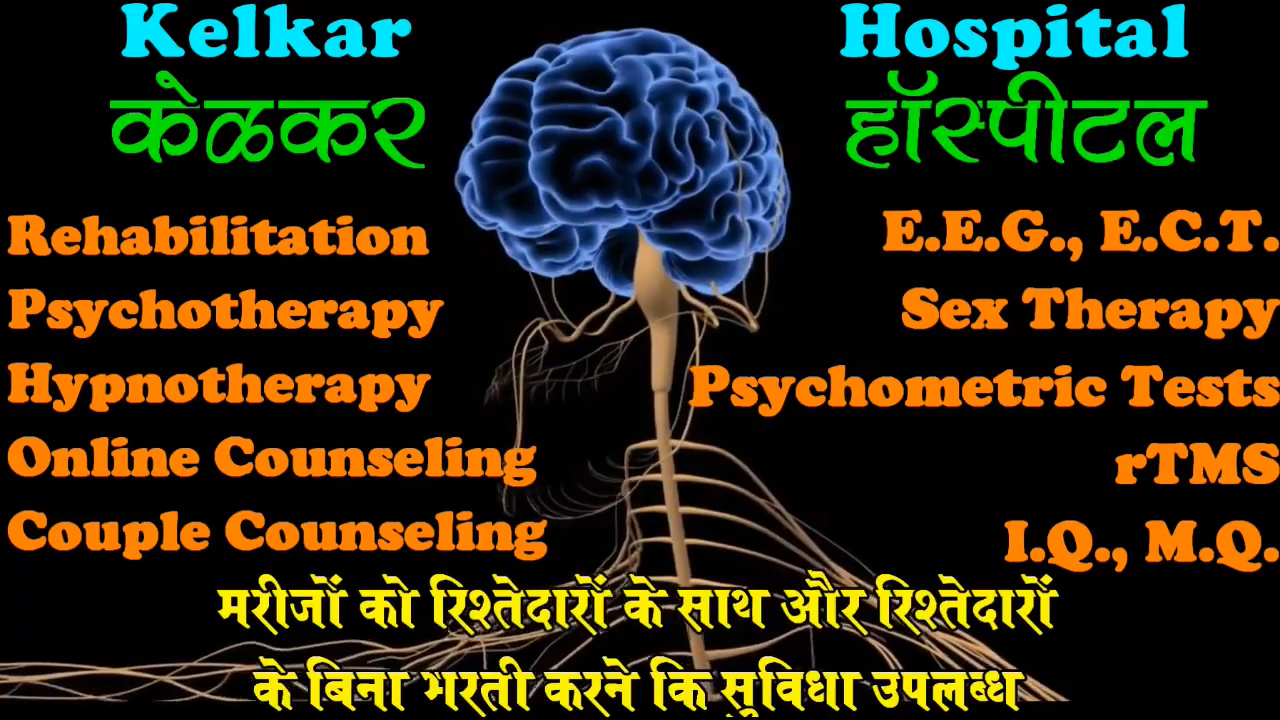 Kelkar Hospital
केळकर हॉस्पीटल
Rehabilitation
Psychotherapy
Hypnotherapy
Online Counseling
Couple Counseling
E.E.G., E.C.T.
Sex Therapy
Psychometric Tests
rTMS
I.Q., M.Q.
मरीजों को रिश्तेदारों के साथ और रिश्तेदारों
के बिना भरती करने कि सुविधा उपलब्ध